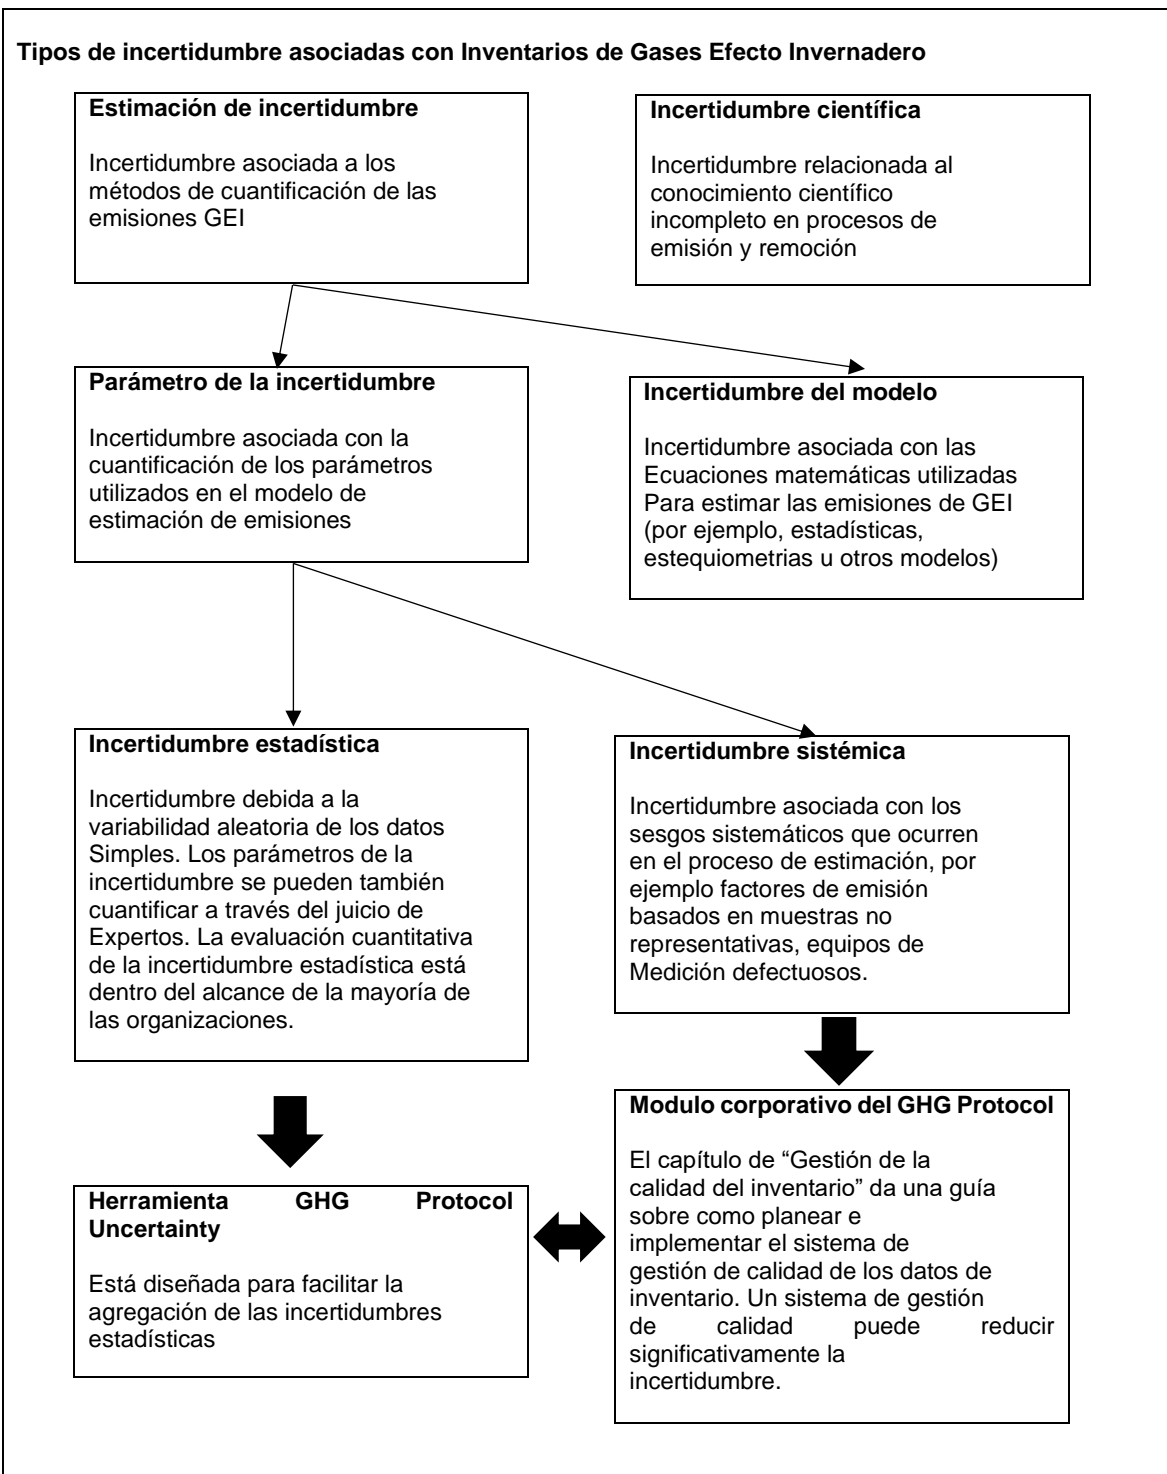 Tipos de incertidumbre asociadas con Inventarios de Gases Efecto Invernadero
Estimación de incertidumbre
Incertidumbre asociada a los
métodos de cuantificación de las
emisiones GEI
Incertidumbre científica
Incertidumbre relacionada al
conocimiento científico
incompleto en procesos de
emisión y remoción
Parámetro de la incertidumbre
Incertidumbre asociada con la
cuantificación de los parámetros
utilizados en el modelo de
estimación de emisiones
Incertidumbre del modelo
Incertidumbre asociada con las
Ecuaciones matemáticas utilizadas
Para estimar las emisiones de GEI
(por ejemplo, estadísticas,
estequiometrias u otros modelos)
Incertidumbre estadística
Incertidumbre debida a la
variabilidad aleatoria de los datos
Simples. Los parámetros de la
incertidumbre se pueden también
cuantificar a través del juicio de
Expertos. La evaluación cuantitativa
de la incertidumbre estadística está
dentro del alcance de la mayoría de
las organizaciones.
Incertidumbre sistémica
Incertidumbre asociada con los
sesgos sistemáticos que ocurren
en el proceso de estimación, por
ejemplo factores de emisión
basados en muestras no
representativas, equipos de
Medición defectuosos.
Herramienta GHG Protocol
Uncertainty
Está diseñada para facilitar la
agregación de las incertidumbres
estadísticas
Modulo corporativo del GHG Protocol
El capítulo de “Gestión de la
calidad del inventario” da una guía
sobre como planear e
implementar el sistema de
gestión de calidad de los datos de
inventario. Un sistema de gestión
de calidad puede reducir
significativamente la
incertidumbre.